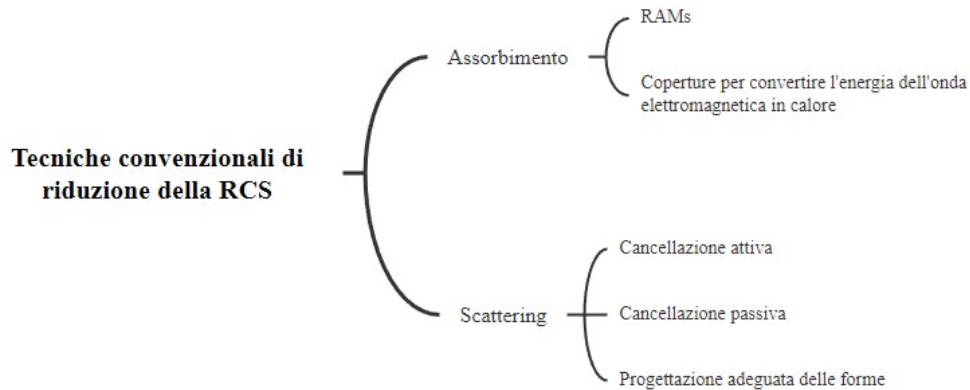 Tecniche convenzionali di
riduzione della RCS
Assorbimento
RAMs
Coperture per convertire l'energia dell'onda
elettromagnetica in calore
Scattering
Cancellazione attiva
Cancellazione passiva
Progettazione adeguata delle forme